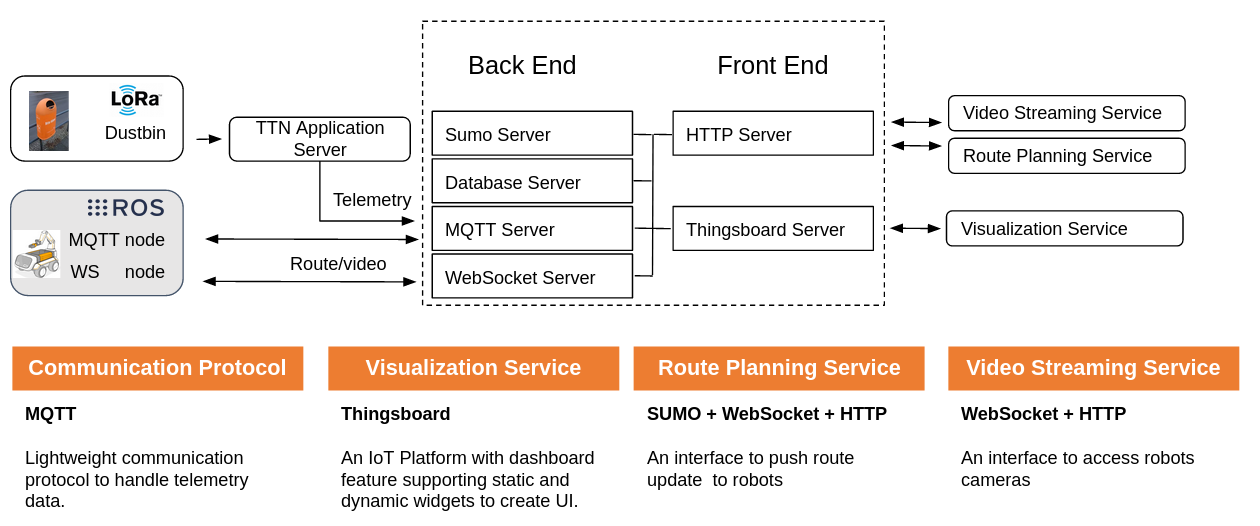 Back End
Front End
LoRa™
Dustbin
TTN Application
Server
Sumo Server
HTTP Server
Video Streaming Service
Route Planning Service
Database Server
Telemetry
ROS
MQTT node
WS node
MQTT Server
Thingsboard Server
Visualization Service
Route/video
WebSocket Server
Communication Protocol
MQTT
Lightweight communication
protocol to handle telemetry
data.
Visualization Service
Thingsboard
An IoT Platform with dashboard
feature supporting static and
dynamic widgets to create UI.
Route Planning Service
SUMO + WebSocket + HTTP
An interface to push route
update  to robots
Video Streaming Service
WebSocket + HTTP
An interface to access robots
cameras